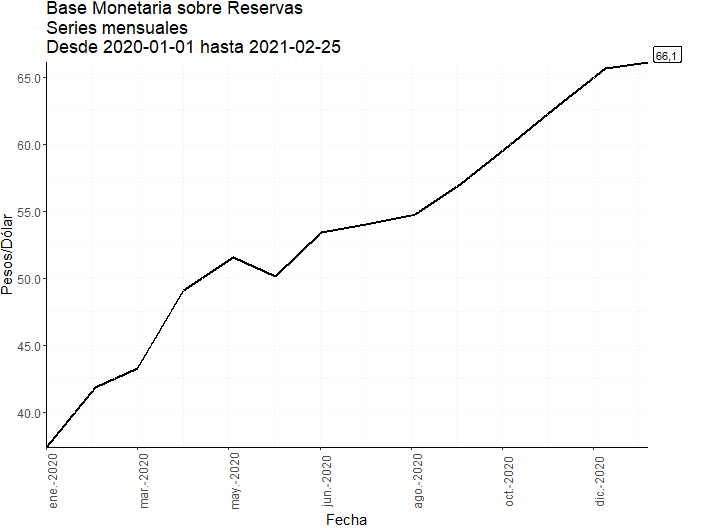 Base Monetaria sobre Reservas
Series mensuales
Desde 2020-01-01 hasta 2021-02-25
66,1
65.0
60.0
55.0
50.0
45.0
40.0
Pesos/Dólar
ene.-2020
mar.-2020
may.-2020
jun.-2020
ago.-2020
oct.-2020
dic.-2020
Fecha